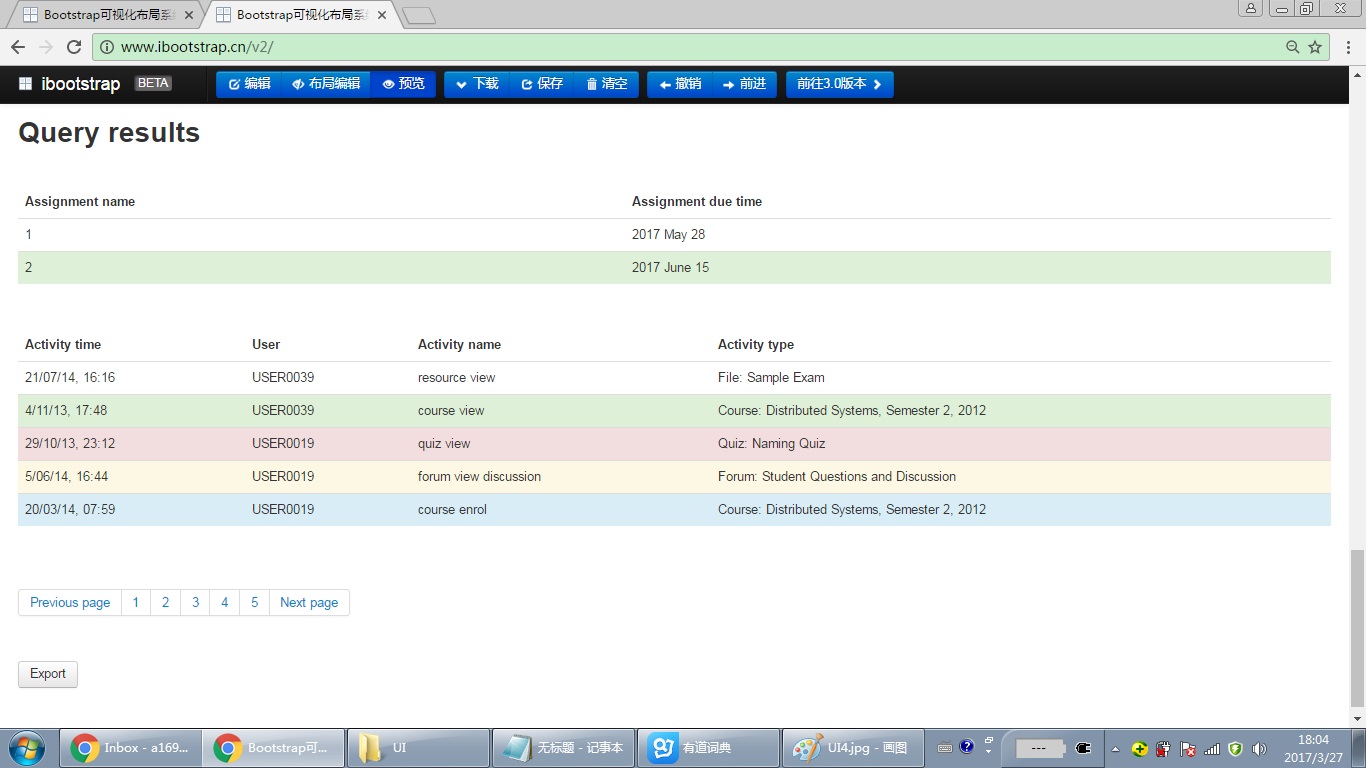 Bootstrap可视化布局系统 Bootstrap可视化布局系统
www.ibootstrap.cn/v2/
ibootstrap BETA 编辑 布局编辑 预览 下载 保存 清空 撤销 前进 前往3.0版本
Query results
Assignment name Assignment due time
1 2017 May 28
2 2017 June 15
Activity time User Activity name Activity type
21/07/14, 16:16 USER0039 resource view File: Sample Exam
4/11/13, 17:48 USER0039 course view Course: Distributed Systems, Semester 2, 2012
29/10/13, 23:12 USER0019 quiz view Quiz: Naming Quiz
5/06/14, 16:44 USER0019 forum view discussion Forum: Student Questions and Discussion
20/03/14, 07:59 USER0019 course enrol Course: Distributed Systems, Semester 2, 2012
Previous page 1 2 3 4 5 Next page
Export
Inbox - a169... Bootstrap可... UI 无标题 - 记事本 有道词典 UI4.jpg - 画图 --- 18:04
2017/3/27